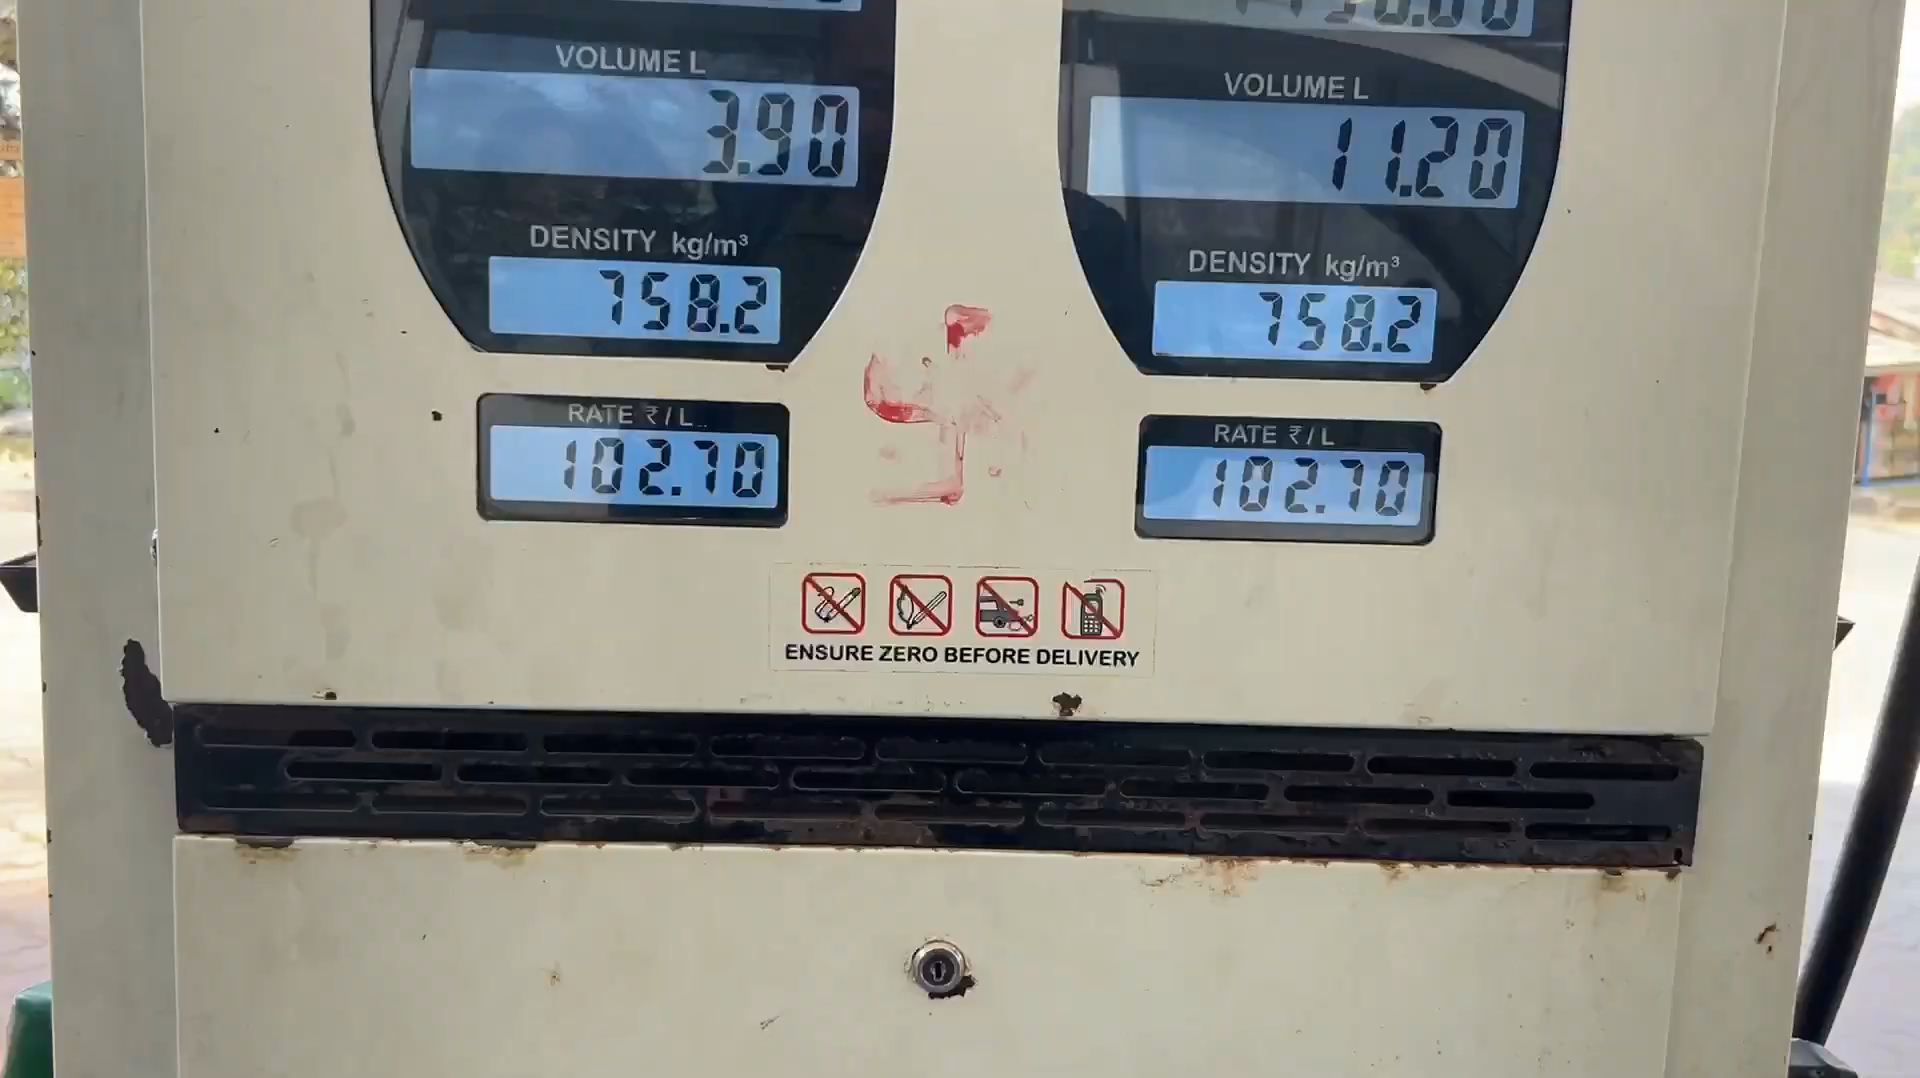 VOLUME L
3.90
DENSITY kg/m³
758.2
RATE ₹/L
102.70
VOLUME L
11.20
DENSITY kg/m³
758.2
RATE ₹/L
102.70
ENSURE ZERO BEFORE DELIVERY